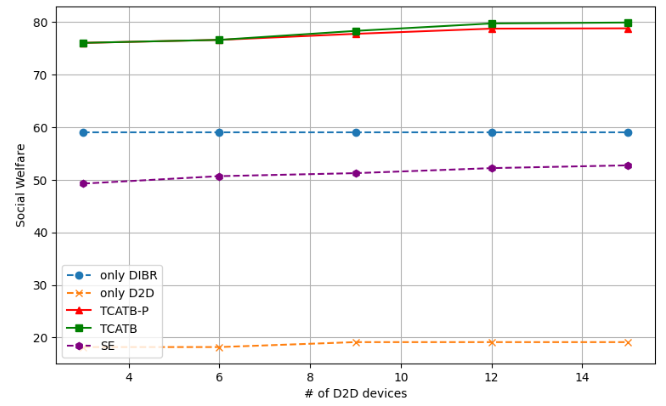 80
70
60
50
40
30
20
Social Welfare
only DIBR
only D2D
TCATB-P
TCATB
SE
4
6
8
10
12
14
# of D2D devices